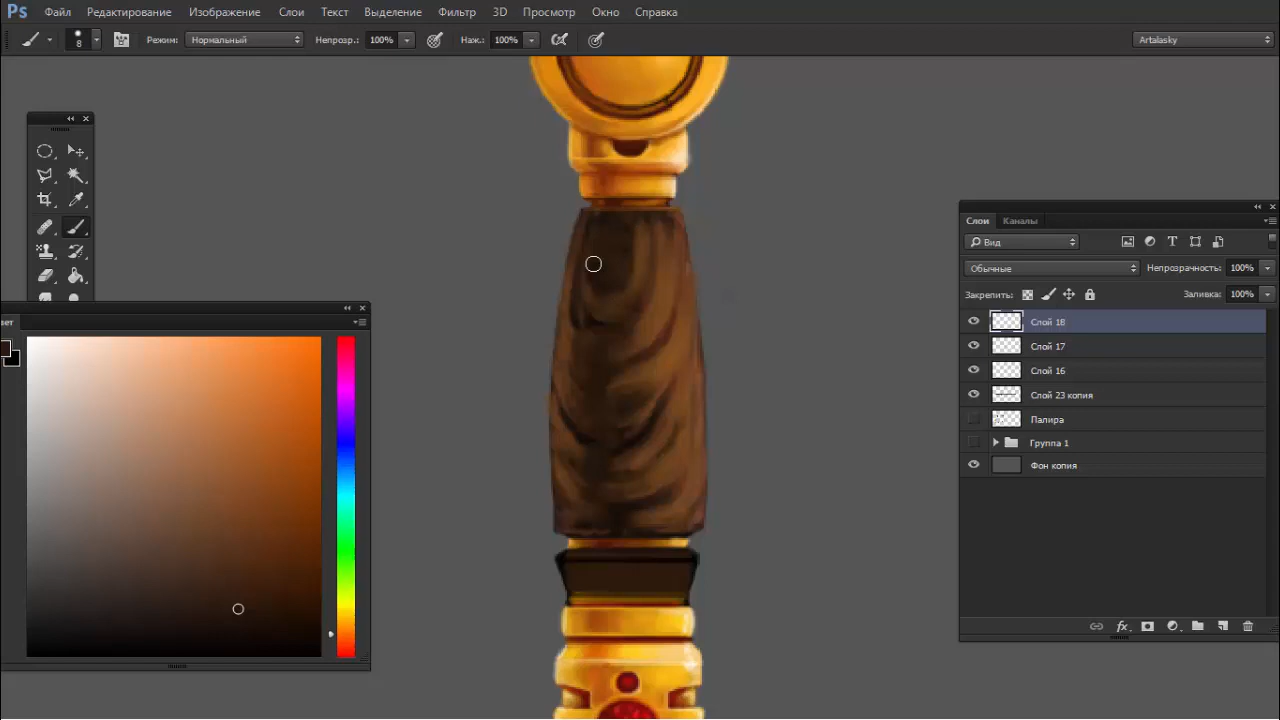 Ps Файл Редактирование Изображение Слои Текст Выделение Фильтр 3D Просмотр Окно Справка
8 Режим: Нормальный Непрозр.: 100% Наж.: 100% Artalasky
Слои Каналы
Вид
Обычные Непрозрачность: 100%
Закрепить: Заливка: 100%
вет
Слой 18
Слой 17
Слой 16
Слой 23 копия
Палира
Группа 1
Фон копия